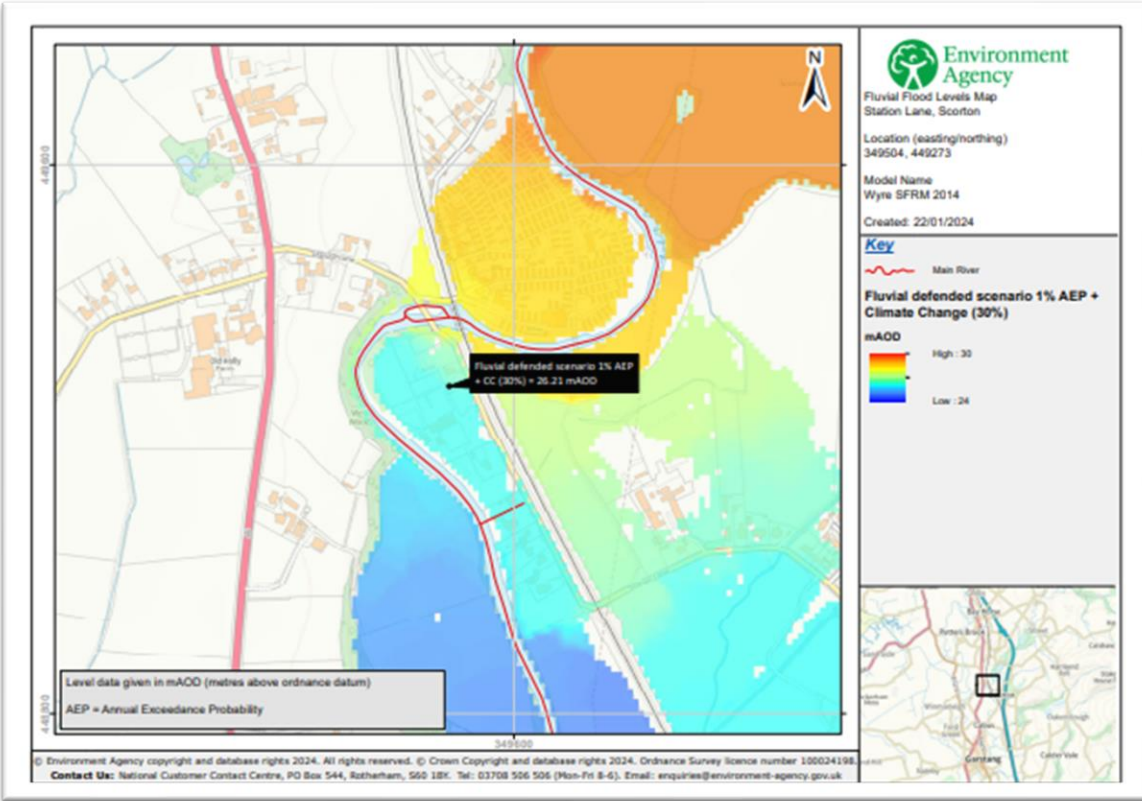 N
Environment
Agency
Fluvial Flood Levels Map
Station Lane, Scorton
Location (easting/northing)
349504, 449273
Model Name
Wyre SFRM 2014
Created: 22/01/2024
Key
Main River
Fluvial defended scenario 1% AEP +
Climate Change (30%)
mAOD
High : 30
Low : 24
Fluvial defended scenario 1% AEP
+ CC (30%) = 26.21 mAOD
Level data given in mAOD (metres above ordnance datum)
AEP = Annual Exceedance Probability
349600
Garstang
© Environment Agency copyright and database rights 2024. All rights reserved. © Crown Copyright and database rights 2024. Ordnance Survey licence number 100024198.
Contact Us: National Customer Contact Centre, PO Box 544, Rotherham, S60 1BY. Tel: 03708 506 506 (Mon-Fri 8-6). Email: enquiries@environment-agency.gov.uk